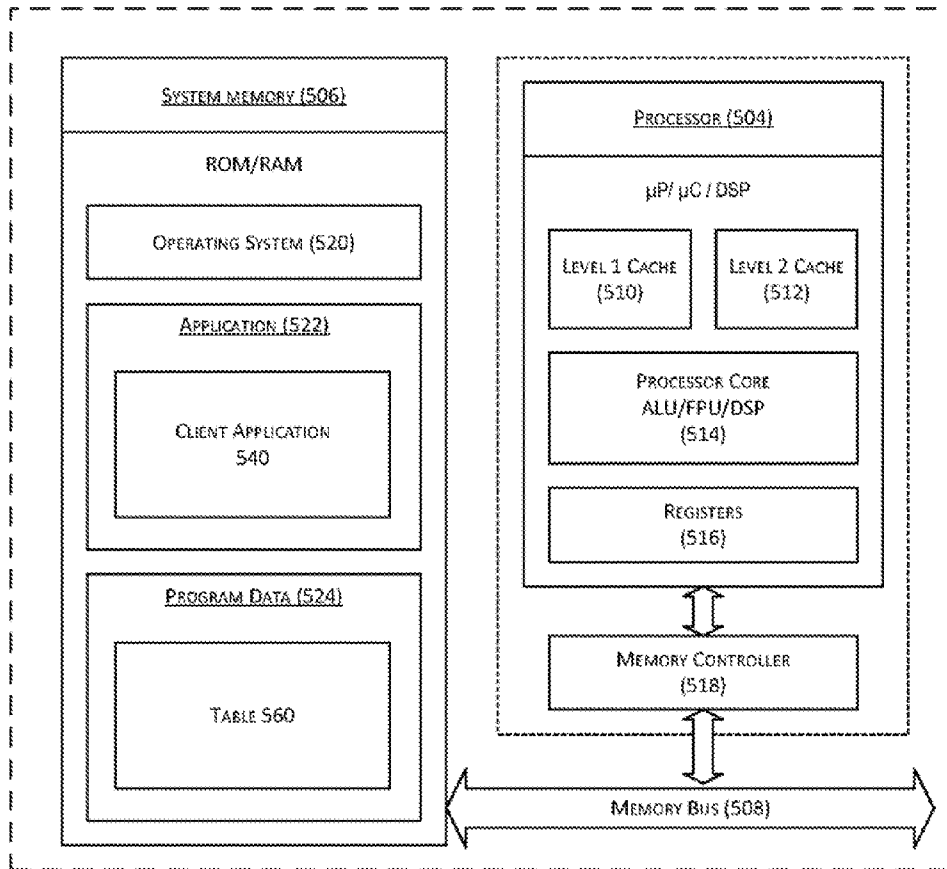 SYSTEM MEMORY (506)
ROM/RAM
OPERATING SYSTEM (520)
APPLICATION (522)
CLIENT APPLICATION
540
PROGRAM DATA (524)
TABLE 560
PROCESSOR (504)
µP/ µC / DSP
LEVEL 1 CACHE
(510)
LEVEL 2 CACHE
(512)
PROCESSOR CORE
ALU/FPU/DSP
(514)
REGISTERS
(516)
MEMORY CONTROLLER
(518)
MEMORY BUS (508)